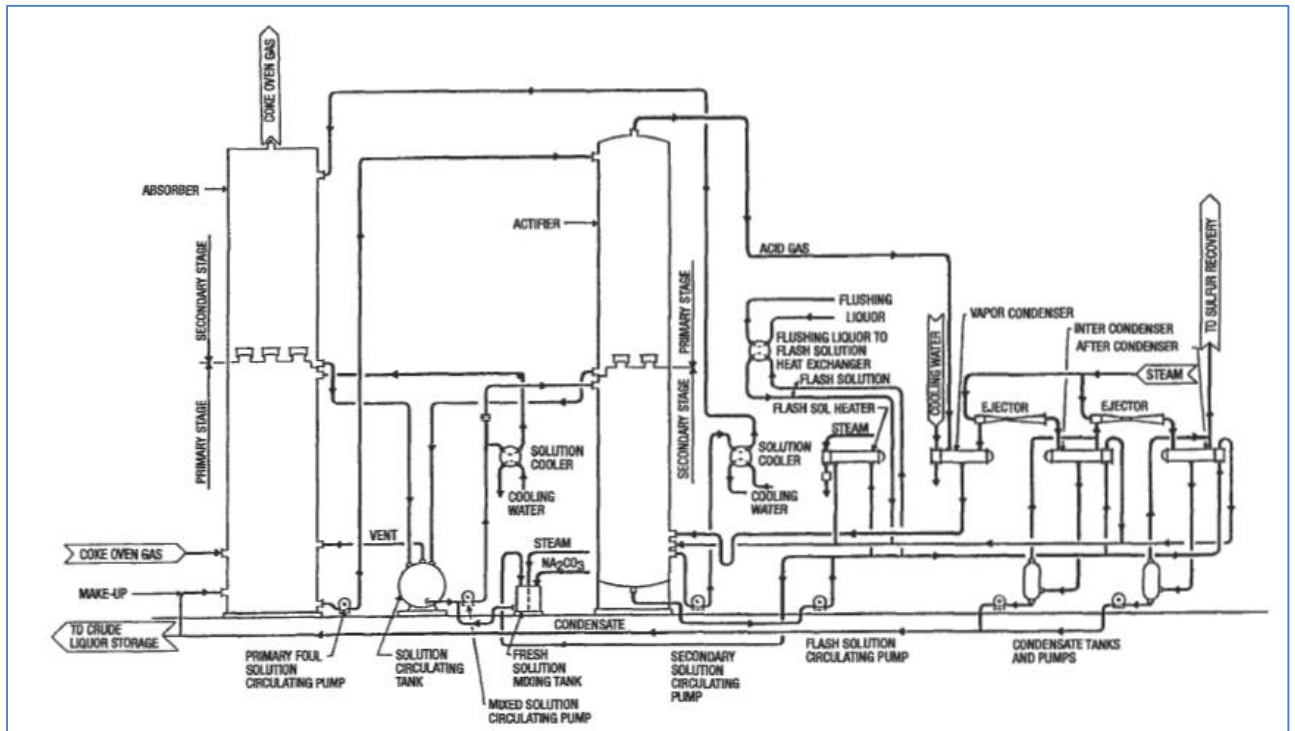 COKE OVEN GAS
ABSORBER
ACTIFIER
SECONDARY STAGE
PRIMARY STAGE
PRIMARY STAGE
SECONDARY STAGE
ACID GAS
FLUSHING
LIQUOR
FLUSHING LIQUOR TO
FLASH SOLUTION
HEAT EXCHANGER
FLASH SOLUTION
FLASH SOL HEATER
STEAM
COOLING WATER
VAPOR CONDENSER
INTER CONDENSER
AFTER CONDENSER
STEAM
TO SULFUR RECOVERY
EJECTOR
EJECTOR
SOLUTION
COOLER
COOLING
WATER
SOLUTION
COOLER
COOLING
WATER
COKE OVEN GAS
VENT
STEAM
NA2CO3
MAKE-UP
CONDENSATE
TO CRUDE
LIQUOR STORAGE
PRIMARY FOUL
SOLUTION
CIRCULATING PUMP
SOLUTION
CIRCULATING
TANK
FRESH
SOLUTION
MIXING TANK
MIXED SOLUTION
CIRCULATING PUMP
SECONDARY
SOLUTION
CIRCULATING
PUMP
FLASH SOLUTION
CIRCULATING PUMP
CONDENSATE TANKS
AND PUMPS